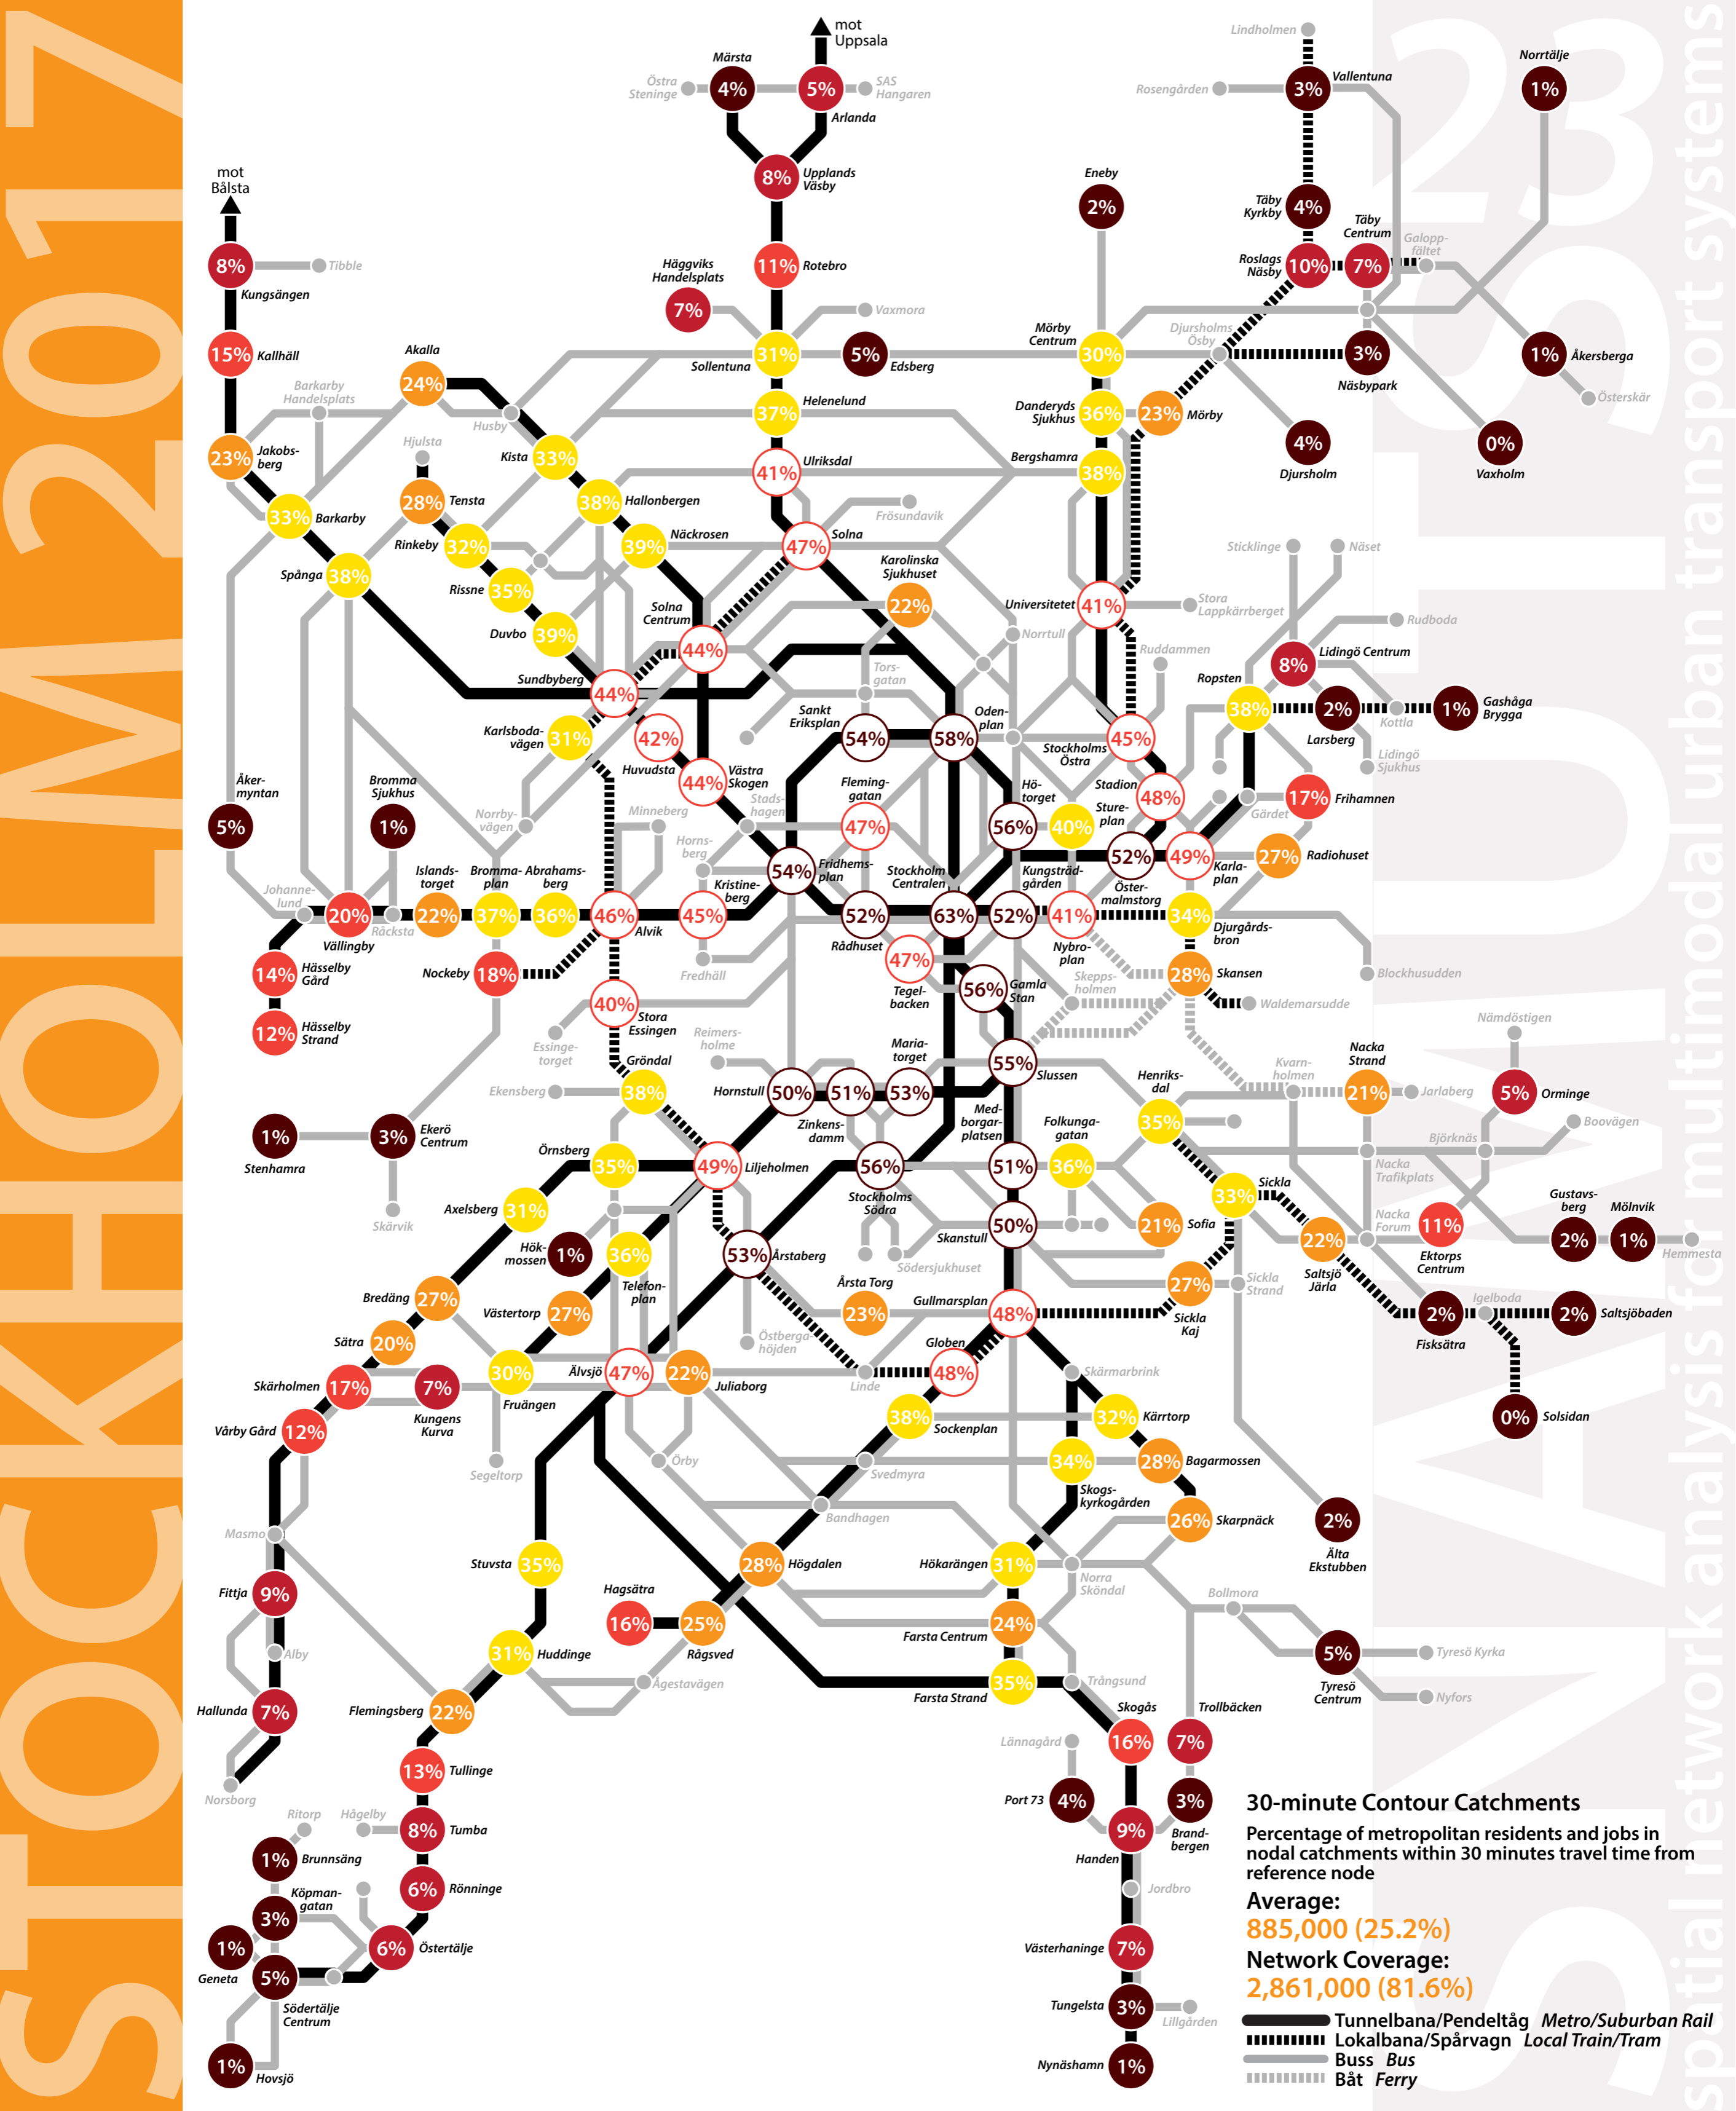 STOCKHOLM 2017
SNAMUTS 23
spatial network analysis for multimodal urban transport systems
mot
Uppsala
Lindholmen
Märsta
4%
Östra
Steninge
5%
SAS
Hangaren
Arlanda
Rosengården
3%
Vallentuna
Norrtälje
1%
8%
Upplands
Väsby
mot
Bålsta
Eneby
2%
Täby
Kyrkby
4%
Täby
Centrum
8%
Tibble
Kungsängen
Häggviks
Handelsplats
7%
11%
Rotebro
Roslags
Näsby
10%
7%
Galopp-
fältet
Vaxmora
15%
Kallhäll
Akalla
24%
31%
Sollentuna
5%
Edsberg
Mörby
Centrum
30%
Djursholms
Ösby
3%
Näsbypark
1%
Åkersberga
Österskär
Barkarby
Handelsplats
Husby
37%
Helenelund
Danderyds
Sjukhus
36%
23%
Mörby
4%
Djursholm
0%
Vaxholm
23%
Jakobs-
berg
Hjulsta
Kista
33%
41%
Ulriksdal
Bergshamra
38%
28%
Tensta
38%
Hallonbergen
Frösundavik
33%
Barkarby
Rinkeby
32%
39%
Näckrosen
47%
Solna
Sticklinge
Näset
Spånga
38%
Rissne
35%
Karolinska
Sjukhuset
22%
Universitetet
41%
Stora
Lappkärrberget
Rudboda
Duvbo
39%
Solna
Centrum
44%
Norrtull
Ruddammen
8%
Lidingö Centrum
Sundbyberg
44%
Tors-
gatan
Ropsten
38%
2%
Larsberg
Kottla
1%
Gashåga
Brygga
Karlsboda-
vägen
31%
42%
Huvudsta
Sankt
Eriksplan
54%
58%
Oden-
plan
Stockholms
Östra
45%
Lidingö
Sjukhus
44%
Västra
Skogen
Stadion
48%
Gärdet
17%
Frihamnen
Åker-
myntan
5%
Bromma
Sjukhus
1%
Norrby-
vägen
Minneberg
Stads-
hagen
Fleming-
gatan
47%
Hö-
torget
56%
40%
Sture-
plan
Horns-
berg
54%
Fridhems-
plan
Stockholm
Centralen
Kungsträd-
gården
52%
Öster-
malmstorg
49%
Karla-
plan
27%
Radiohuset
Johanne-
lund
20%
Vällingby
Råcksta
Islands-
torget
22%
Bromma-
plan
37%
Abrahams-
berg
36%
46%
Alvik
Kristine-
berg
45%
52%
Rådhuset
63%
52%
41%
Nybro-
plan
34%
Djurgårds-
bron
14%
Hässelby
Gård
Nockeby
18%
Fredhäll
47%
Tegel-
backen
56%
Gamla
Stan
Skepps-
holmen
28%
Skansen
Blockhusudden
Waldemarsudde
12%
Hässelby
Strand
40%
Stora
Essingen
Essinge-
torget
Reimers-
holme
Maria-
torget
55%
Slussen
Nämdöstigen
Gröndal
38%
Ekensberg
Hornstull
50%
51%
53%
Zinkens-
damm
Henriks-
dal
35%
Kvarn-
holmen
Nacka
Strand
21%
Jarlaberg
5%
Orminge
1%
Stenhamra
3%
Ekerö
Centrum
Skärvik
Med-
borgar-
platsen
51%
Folkunga-
gatan
36%
Björknäs
Boovägen
Nacka
Trafikplats
Örnsberg
35%
49%
Liljeholmen
56%
Stockholms
Södra
33%
Sickla
Axelsberg
31%
Hök-
mossen
1%
36%
Telefon-
plan
53%
Årstaberg
Södersjukhuset
Skanstull
50%
21%
Sofia
22%
Saltsjö
Järla
Nacka
Forum
11%
Ektorps
Centrum
Gustavs-
berg
2%
Mölnvik
1%
Hemmesta
Bredäng
27%
Västertorp
27%
Årsta Torg
23%
Östberga-
höjden
Gullmarsplan
48%
27%
Sickla
Kaj
Sickla
Strand
2%
Fisksätra
Igelboda
2%
Saltsjöbaden
Sätra
20%
Skärholmen
17%
7%
Kungens
Kurva
30%
Fruängen
Älvsjö
47%
22%
Juliaborg
Linde
Globen
48%
Skärmarbrink
0%
Solsidan
Vårby Gård
12%
Segeltorp
Örby
38%
Sockenplan
Svedmyra
32%
Kärrtorp
34%
Skogs-
kyrkogården
28%
Bagarmossen
Masmo
Bandhagen
26%
Skarpnäck
2%
Älta
Ekstubben
Stuvsta
35%
28%
Högdalen
Hökarängen
31%
Norra
Sköndal
Fittja
9%
Hagsätra
16%
25%
Rågsved
24%
Farsta Centrum
Bollmora
Alby
31%
Huddinge
Ågestavägen
35%
Farsta Strand
Trångsund
5%
Tyresö
Centrum
Tyresö Kyrka
Nyfors
Hallunda
7%
Flemingsberg
22%
Skogås
16%
Trollbäcken
7%
Lännagård
Norsborg
13%
Tullinge
Port 73
4%
3%
Brand-
bergen
Ritorp
Hågelby
8%
Tumba
9%
Handen
1%
Brunnsäng
6%
Rönninge
Jordbro
Köpman-
gatan
3%
1%
Geneta
6%
Östertälje
Västerhaninge
7%
5%
Södertälje
Centrum
Tungelsta
3%
Lillgården
1%
Hovsjö
Nynäshamn
1%
30-minute Contour Catchments
Percentage of metropolitan residents and jobs in
nodal catchments within 30 minutes travel time from
reference node
Average:
885,000 (25.2%)
Network Coverage:
2,861,000 (81.6%)
Tunnelbana/Pendeltåg Metro/Suburban Rail
Lokalbana/Spårvagn Local Train/Tram
Buss Bus
Båt Ferry